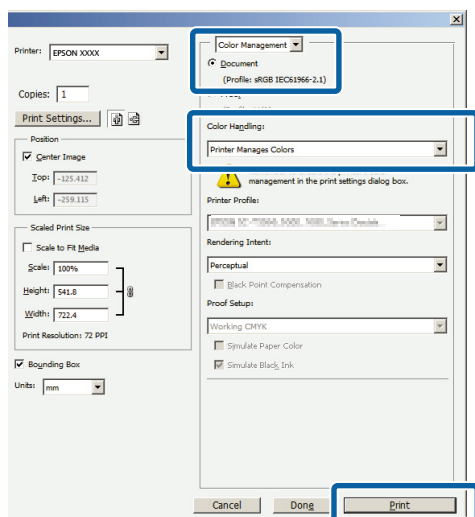 Printer: EPSON XXXX
Copies: 1
Print Settings...
Position
Center Image
Top: -125.412
Left: -259.115
Scaled Print Size
Scale to Fit Media
Scale: 100%
Height: 541.8
Width: 722.4
Print Resolution: 72 PPI
Bounding Box
Units: mm
Color Management
Document
(Profile: sRGB IEC61966-2.1)
Color Handling:
Printer Manages Colors
management in the print settings dialog box.
Printer Profile:
Rendering Intent:
Perceptual
Black Point Compensation
Proof Setup:
Working CMYK
Simulate Paper Color
Simulate Black Ink
Cancel
Done
Print